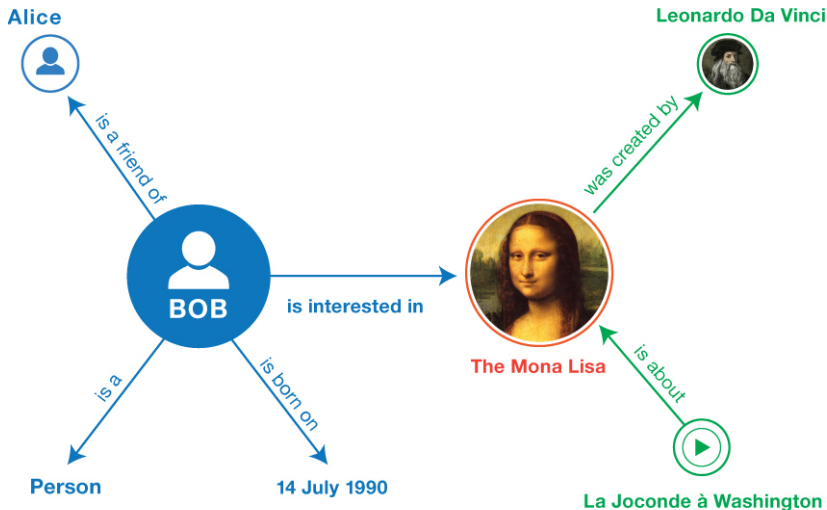 Alice
Leonardo Da Vinci
is a friend of
was created by
BOB
is interested in
The Mona Lisa
is a
is born on
is about
Person
14 July 1990
La Joconde à Washington